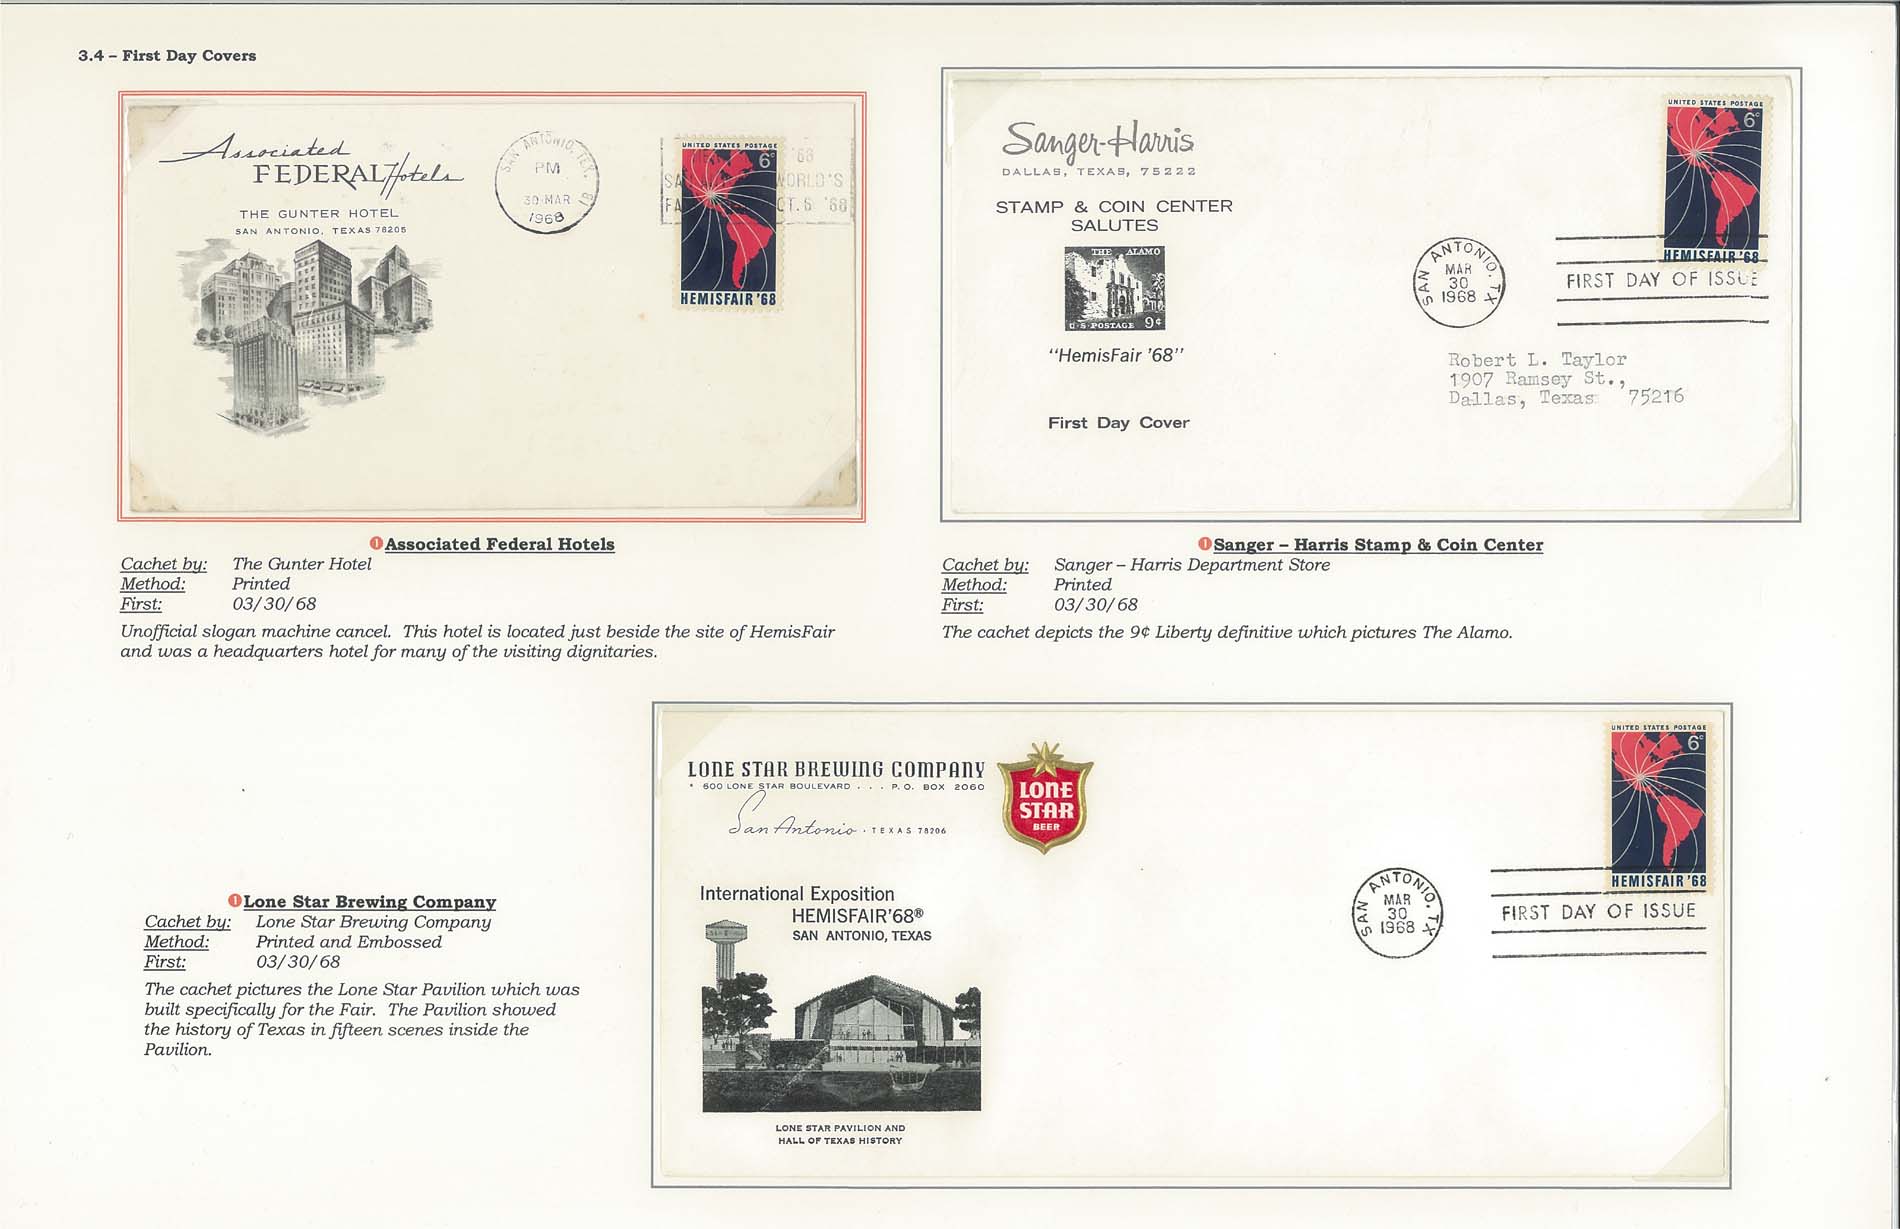 3.4 – First Day Covers
Associated
FEDERAL Hotels
THE GUNTER HOTEL
SAN ANTONIO, TEXAS 78205
SAN ANTONIO, TEX.
PM
30 MAR
1968
'68
WORLD'S
OCT. 6 '68
UNITED STATES POSTAGE
6c
HEMISFAIR '68
Associated Federal Hotels
Cachet by: The Gunter Hotel
Method: Printed
First: 03/30/68
Unofficial slogan machine cancel. This hotel is located just beside the site of HemisFair
and was a headquarters hotel for many of the visiting dignitaries.
Sanger-Harris
DALLAS, TEXAS, 75222
STAMP & COIN CENTER
SALUTES
THE ALAMO
U·S·POSTAGE 9¢
"HemisFair '68"
First Day Cover
UNITED STATES POSTAGE
6c
HEMISFAIR '68
SAN ANTONIO, TX
MAR
30
1968
FIRST DAY OF ISSUE
Robert L. Taylor
1907 Ramsey St.,
Dallas, Texas 75216
1 Sanger – Harris Stamp & Coin Center
Cachet by: Sanger – Harris Department Store
Method: Printed
First: 03/30/68
The cachet depicts the 9¢ Liberty definitive which pictures The Alamo.
1 Lone Star Brewing Company
Cachet by: Lone Star Brewing Company
Method: Printed and Embossed
First: 03/30/68
The cachet pictures the Lone Star Pavilion which was
built specifically for the Fair. The Pavilion showed
the history of Texas in fifteen scenes inside the
Pavilion.
LONE STAR BREWING COMPANY
* 600 LONE STAR BOULEVARD . . . P. O. BOX 2060
San Antonio · TEXAS 78206
LONE
STAR
BEER
International Exposition
HEMISFAIR'68®
SAN ANTONIO, TEXAS
LONE STAR PAVILION AND
HALL OF TEXAS HISTORY
UNITED STATES POSTAGE
6c
HEMISFAIR '68
SAN ANTONIO, TX
MAR
30
1968
FIRST DAY OF ISSUE